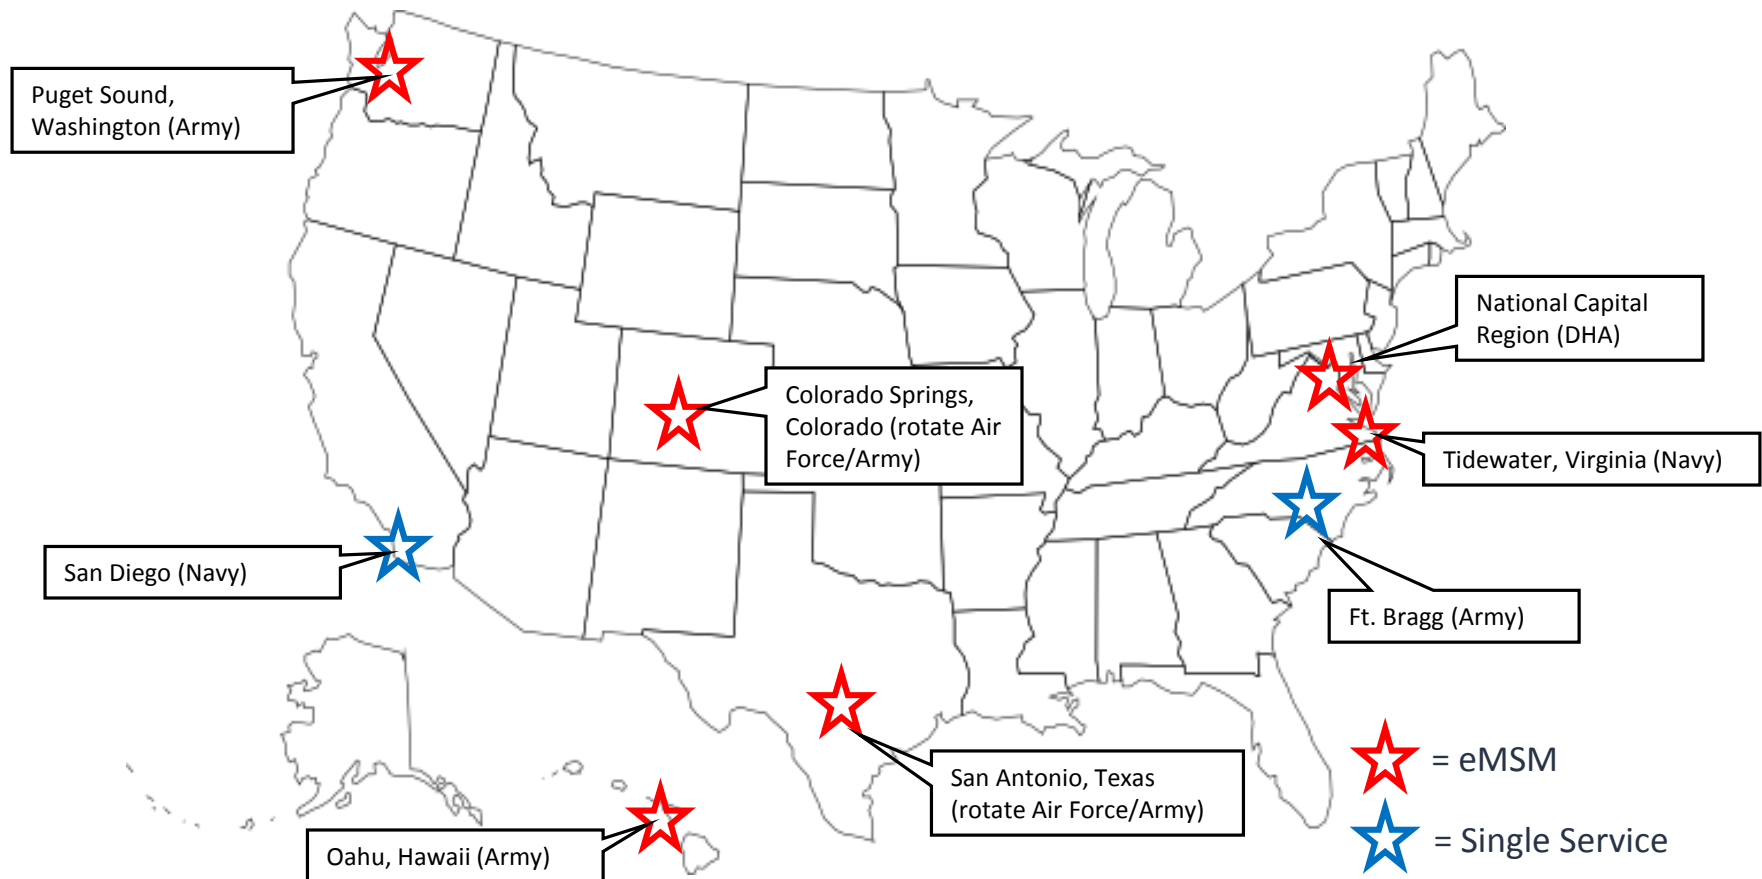 Puget Sound,
Washington (Army)
National Capital
Region (DHA)
Colorado Springs,
Colorado (rotate Air
Force/Army)
Tidewater, Virginia (Navy)
San Diego (Navy)
Ft. Bragg (Army)
San Antonio, Texas
(rotate Air Force/Army)
Oahu, Hawaii (Army)
= eMSM
= Single Service